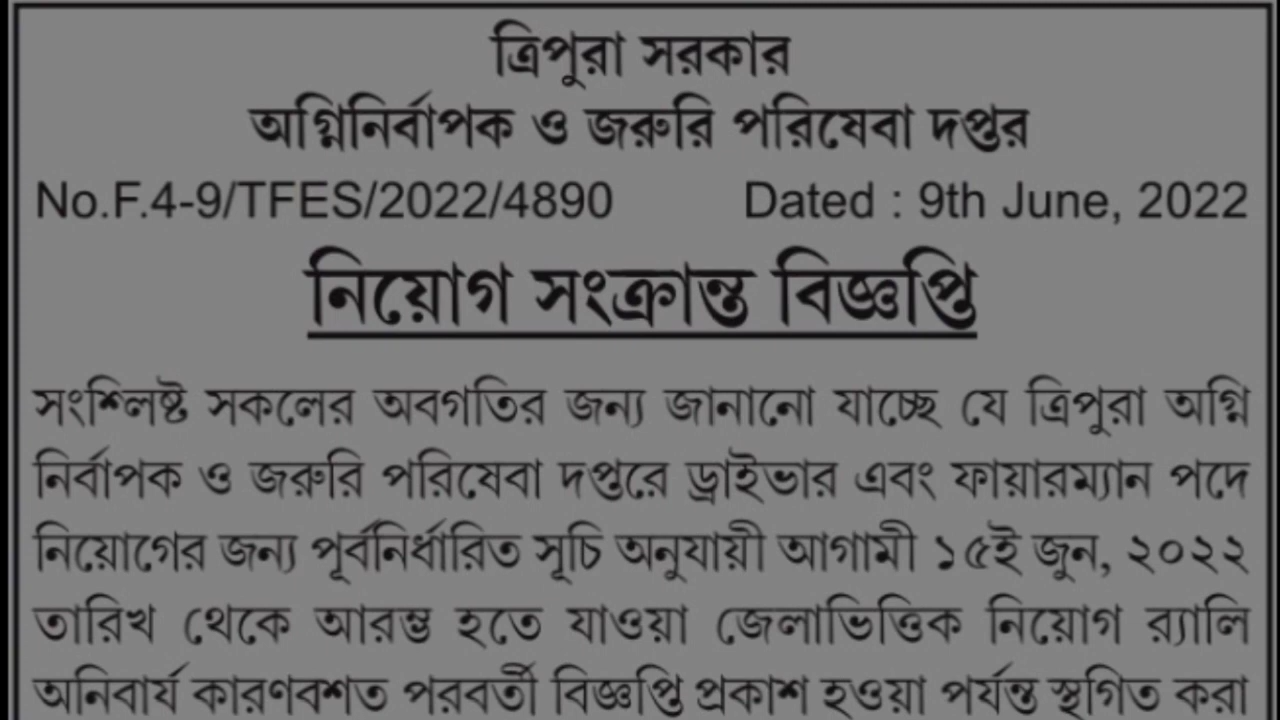 ত্রিপুরা সরকার
অগ্নিনির্বাপক ও জরুরি পরিষেবা দপ্তর
No.F.4-9/TFES/2022/4890 Dated : 9th June, 2022
নিয়োগ সংক্রান্ত বিজ্ঞপ্তি
সংশ্লিষ্ট সকলের অবগতির জন্য জানানো যাচ্ছে যে ত্রিপুরা অগ্নি
নির্বাপক ও জরুরি পরিষেবা দপ্তরে ড্রাইভার এবং ফায়ারম্যান পদে
নিয়োগের জন্য পূর্বনির্ধারিত সূচি অনুযায়ী আগামী ১৫ই জুন, ২০২২
তারিখ থেকে আরম্ভ হতে যাওয়া জেলাভিত্তিক নিয়োগ র‍্যালি
অনিবার্য কারণবশত পরবর্তী বিজ্ঞপ্তি প্রকাশ হওয়া পর্যন্ত স্থগিত করা